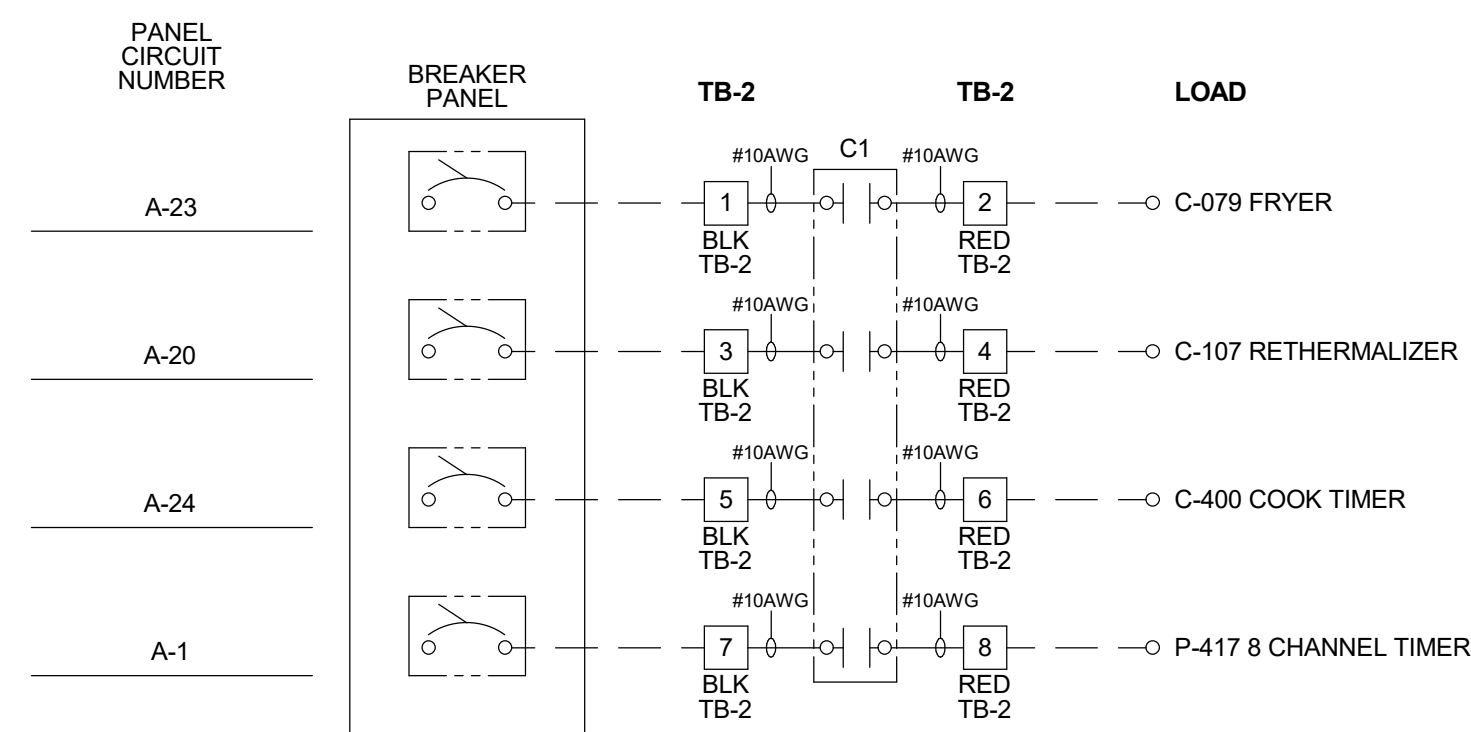 PANEL
CIRCUIT
NUMBER
BREAKER
PANEL
TB-2
TB-2
LOAD
#10AWG
C1
#10AWG
A-23
1
2
C-079 FRYER
BLK
TB-2
RED
TB-2
#10AWG
#10AWG
A-20
3
4
C-107 RETHERMALIZER
BLK
TB-2
RED
TB-2
#10AWG
#10AWG
A-24
5
6
C-400 COOK TIMER
BLK
TB-2
RED
TB-2
#10AWG
#10AWG
A-1
7
8
P-417 8 CHANNEL TIMER
BLK
TB-2
RED
TB-2